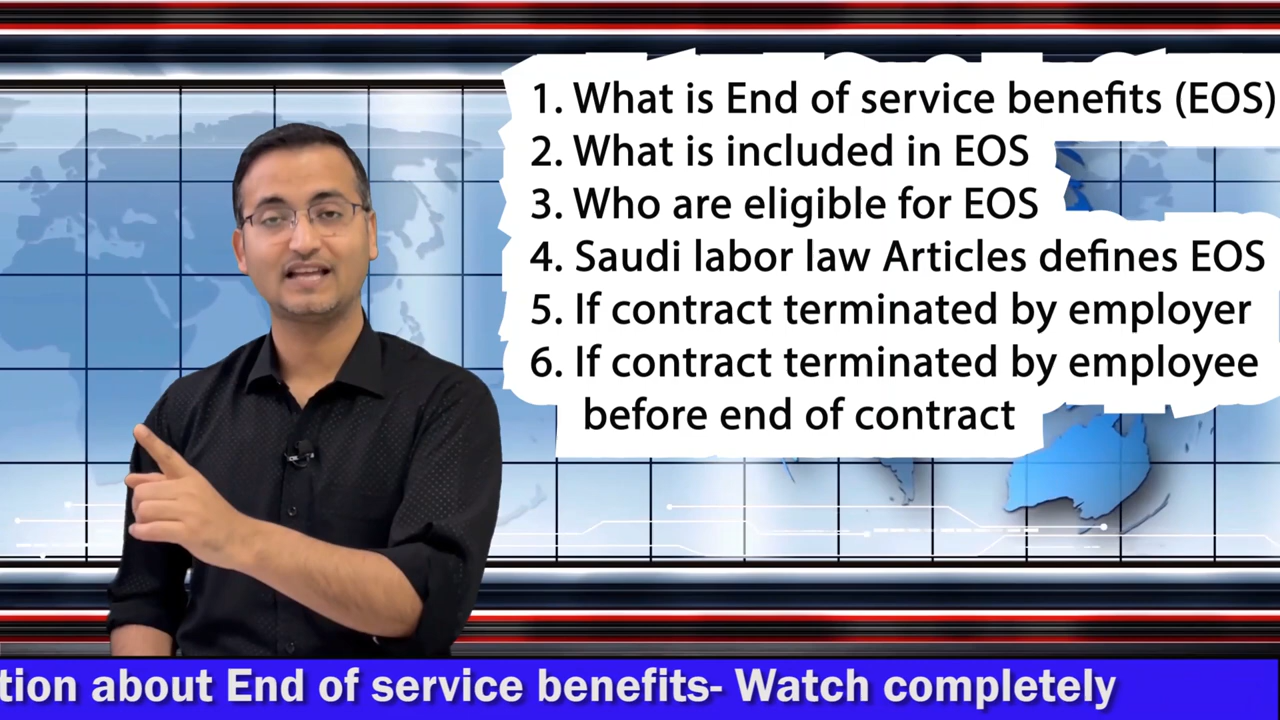 1. What is End of service benefits (EOS)
2. What is included in EOS
3. Who are eligible for EOS
4. Saudi labor law Articles defines EOS
5. If contract terminated by employer
6. If contract terminated by employee
before end of contract
tion about End of service benefits- Watch completely